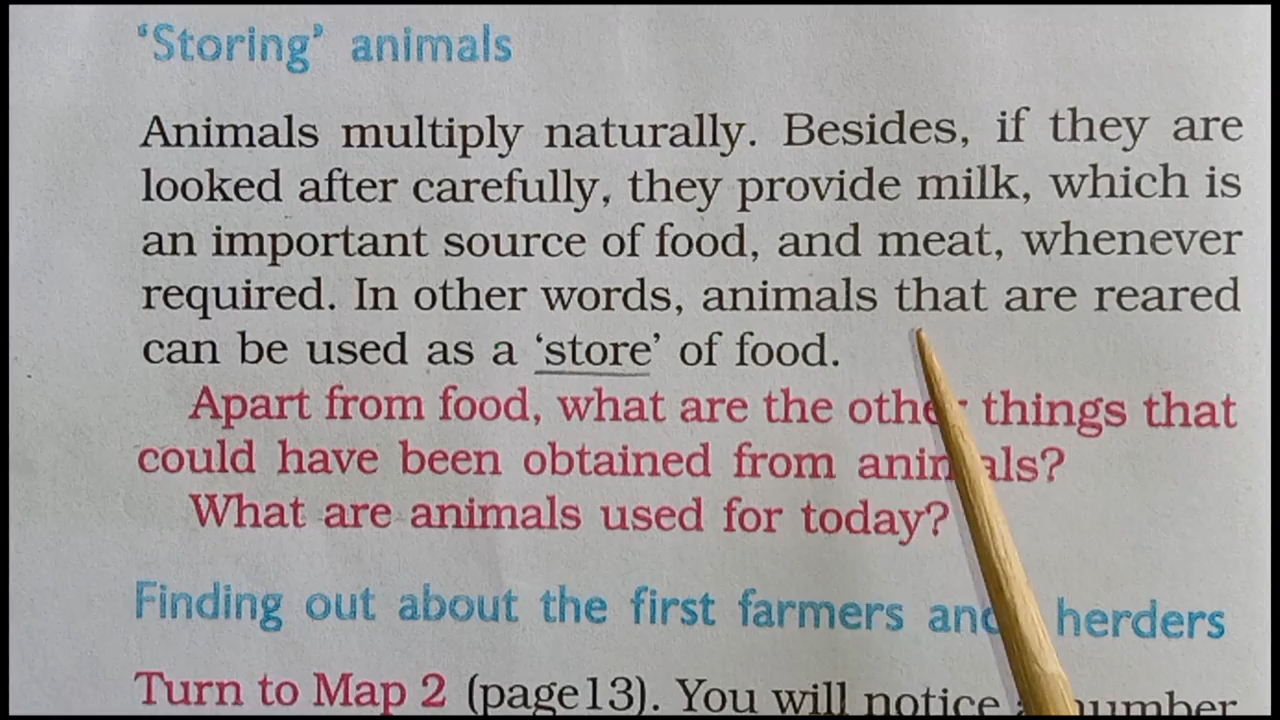 ‘Storing’ animals
Animals multiply naturally. Besides, if they are
looked after carefully, they provide milk, which is
an important source of food, and meat, whenever
required. In other words, animals that are reared
can be used as a ‘store’ of food.
Apart from food, what are the other things that
could have been obtained from animals?
What are animals used for today?
Finding out about the first farmers and herders
Turn to Map 2 (page13). You will notice a number